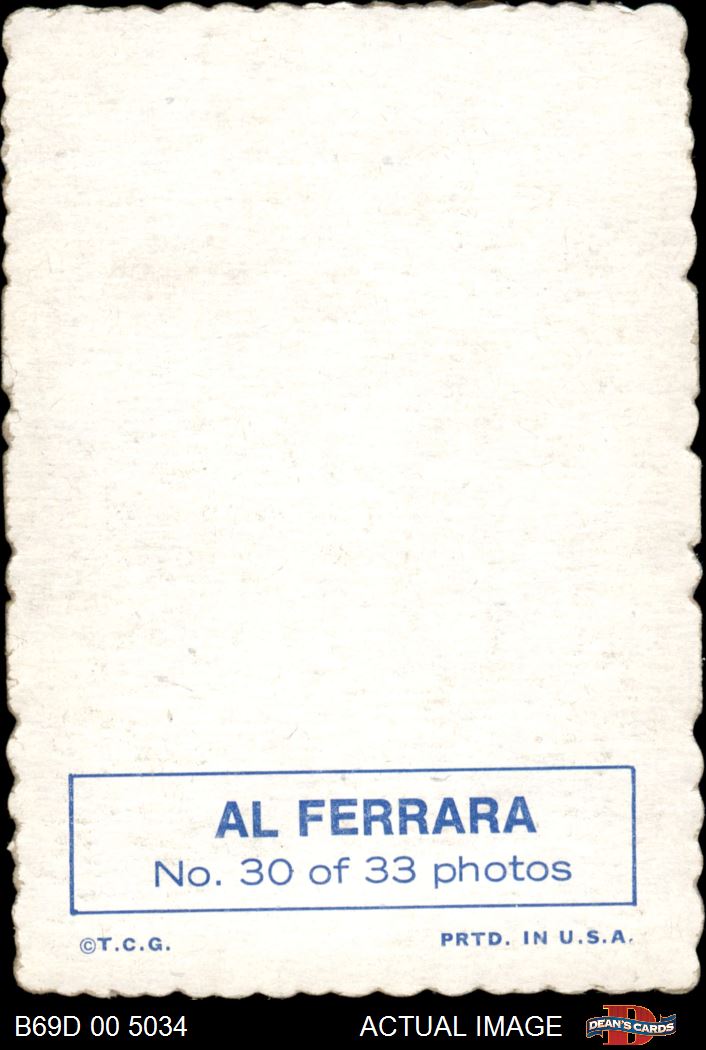 AL FERRARA
No. 30 of 33 photos
©T.C.G.
PRTD. IN U.S.A.
B69D 00 5034
ACTUAL IMAGE
D
DEAN'S CARDS